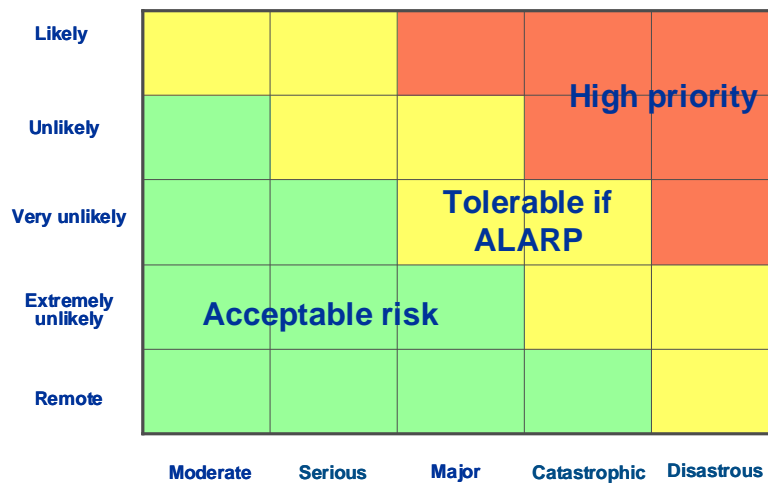 Likely
High priority
Unlikely
Very unlikely
Tolerable if
ALARP
Extremely
unlikely
Acceptable risk
Remote
Moderate
Serious
Major
Catastrophic
Disastrous